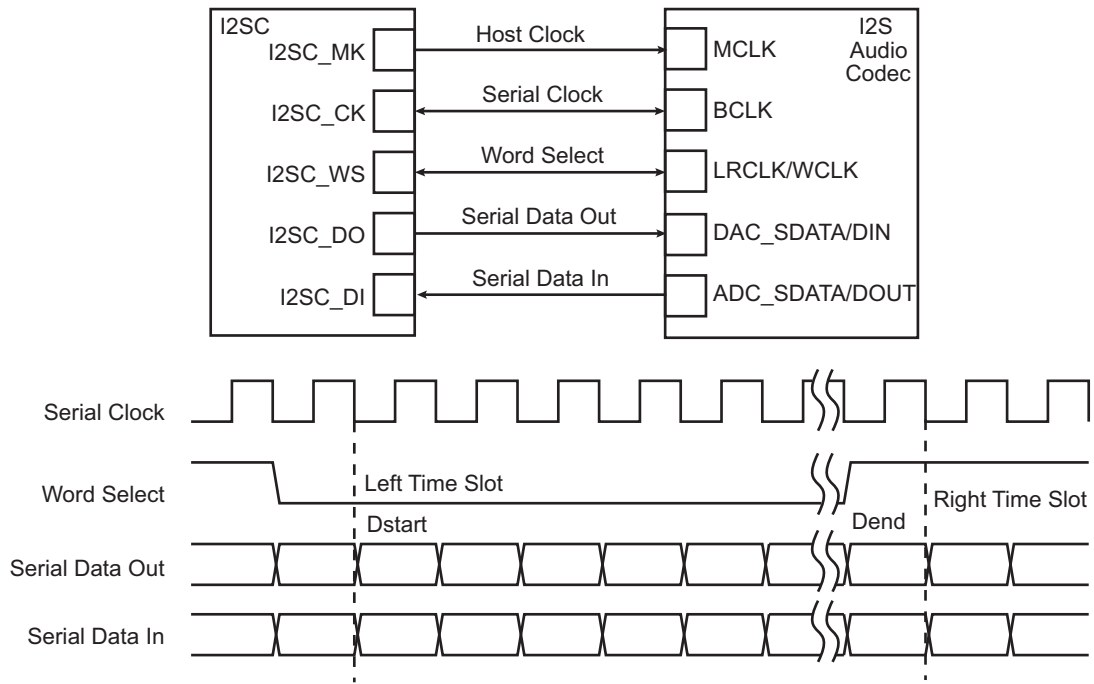 I2SC
I2S
Audio
Codec
I2SC_MK
Host Clock
MCLK
I2SC_CK
Serial Clock
BCLK
I2SC_WS
Word Select
LRCLK/WCLK
I2SC_DO
Serial Data Out
DAC_SDATA/DIN
I2SC_DI
Serial Data In
ADC_SDATA/DOUT
Serial Clock
Word Select
Left Time Slot
Right Time Slot
Dstart
Dend
Serial Data Out
Serial Data In